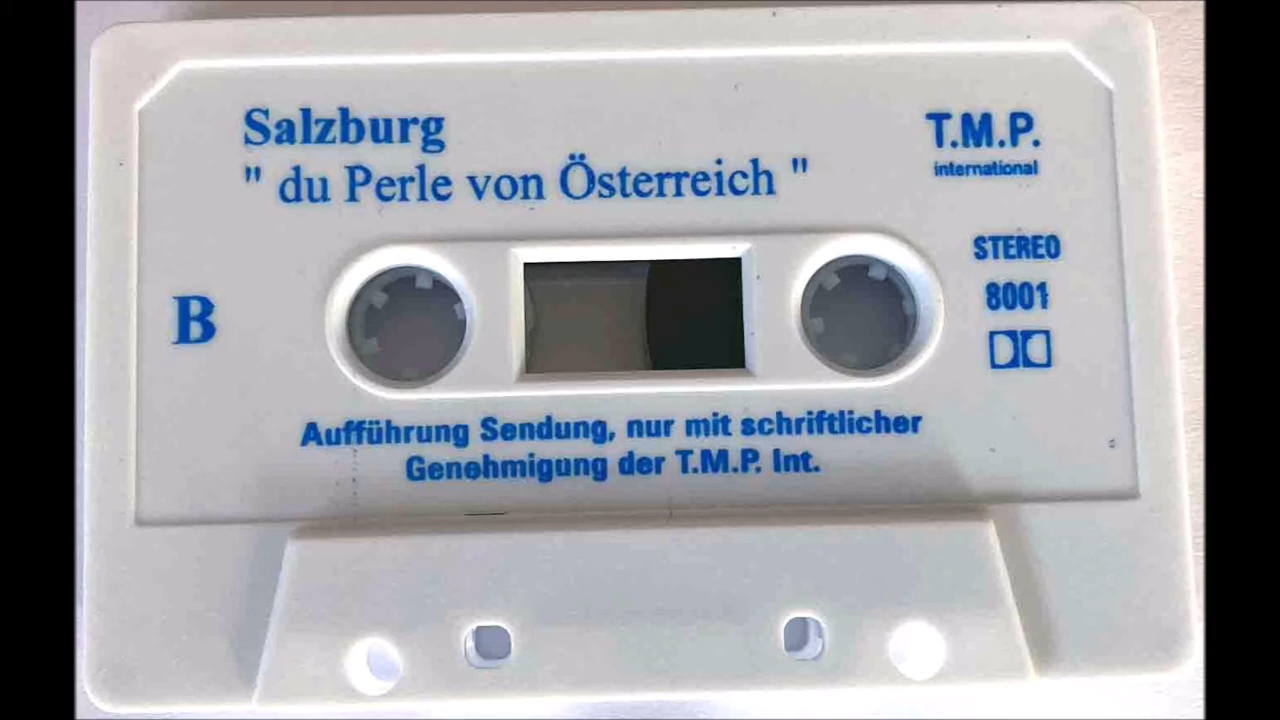 Salzburg
" du Perle von Österreich "
T.M.P.
international
STEREO
8001
B
Aufführung Sendung, nur mit schriftlicher
Genehmigung der T.M.P. Int.